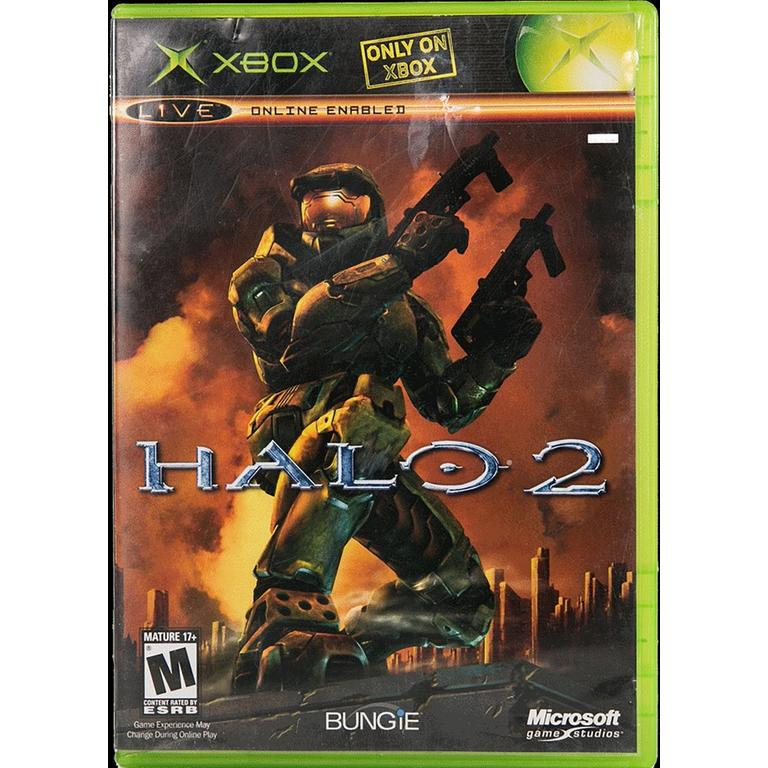 XBOX
ONLY ON
XBOX
LIVE ONLINE ENABLED
HALO 2
MATURE 17+
M
CONTENT RATED BY
ESRB
Game Experience May
Change During Online Play
BUNGiE
Microsoft
game studios